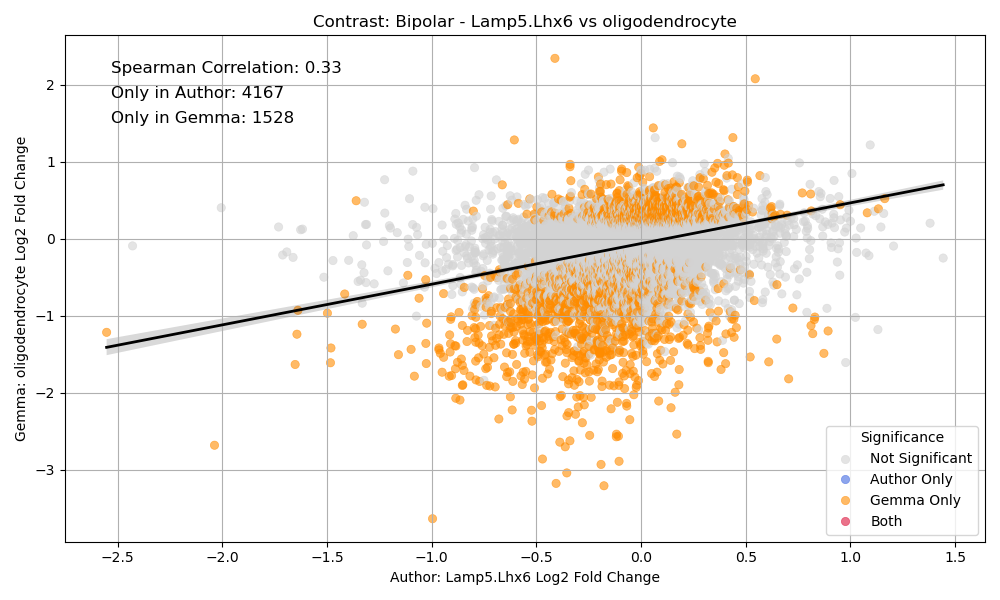 Contrast: Bipolar - Lamp5.Lhx6 vs oligodendrocyte
Spearman Correlation: 0.33
Only in Author: 4167
Only in Gemma: 1528
Gemma: oligodendrocyte Log2 Fold Change
2
1
0
−1
−2
−3
Significance
Not Significant
Author Only
Gemma Only
Both
−2.5 −2.0 −1.5 −1.0 −0.5 0.0 0.5 1.0 1.5
Author: Lamp5.Lhx6 Log2 Fold Change